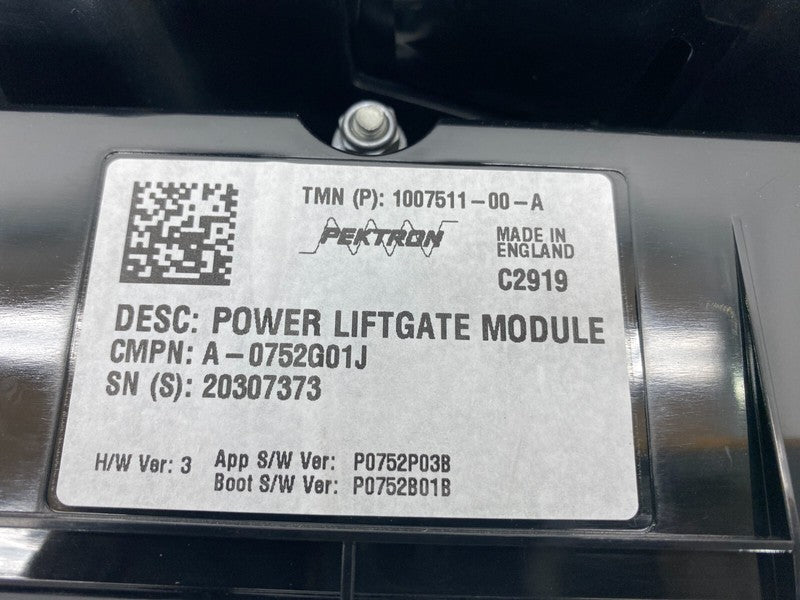 TMN (P): 1007511-00-A
PEKTRON
MADE IN
ENGLAND
C2919
DESC: POWER LIFTGATE MODULE
CMPN: A-0752G01J
SN (S): 20307373
H/W Ver: 3 App S/W Ver: P0752P03B
Boot S/W Ver: P0752B01B